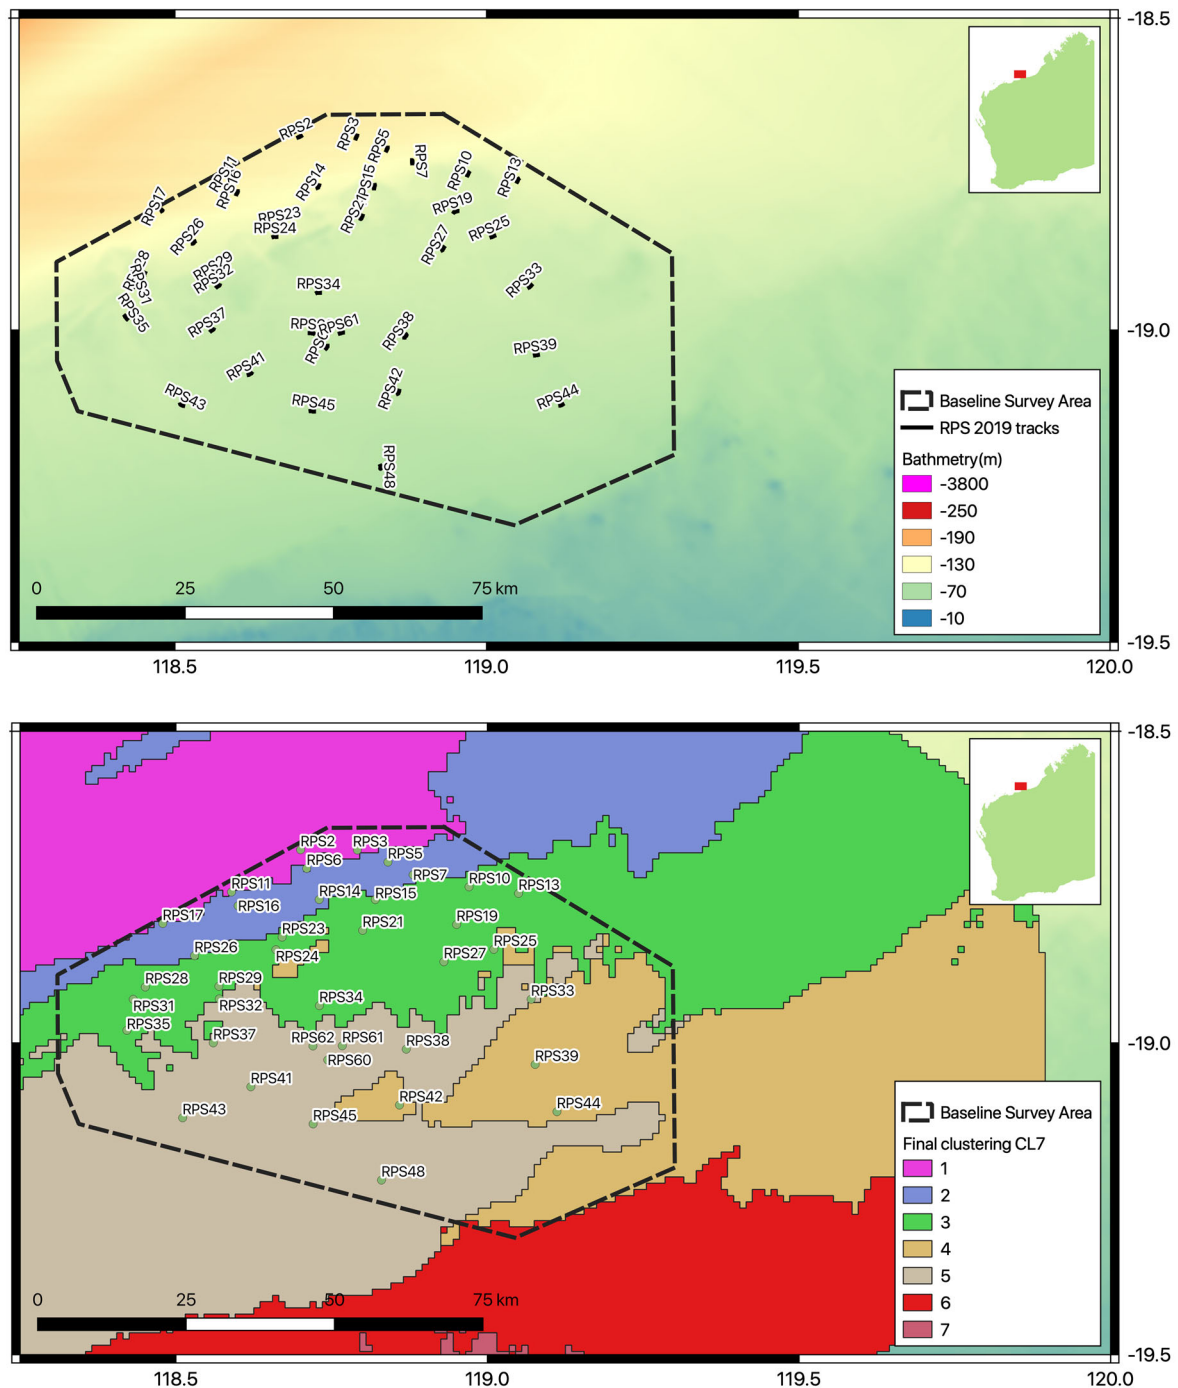 -18.5
RPS2
RPS3
RPS5
RPS7
RPS10
RPS13
RPS11
RPS16
RPS14
RPS17
RPS21
RPS19
RPS23
RPS24
RPS25
RPS26
RPS27
RPS29
RPS32
RPS33
RPS34
RPS35
RPS37
RPS61
RPS38
RPS39
-19.0
RPS41
RPS42
RPS43
RPS44
RPS45
RPS48
Baseline Survey Area
RPS 2019 tracks
Bathmetry(m)
-3800
-250
-190
-130
-70
-10
0 25 50 75 km
-19.5
118.5 119.0 119.5 120.0
-18.5
RPS2 RPS3
RPS6 RPS5
RPS7
RPS11 RPS10
RPS14 RPS15 RPS13
RPS16
RPS17 RPS19
RPS23 RPS21
RPS26 RPS25
RPS24 RPS27
RPS28 RPS29
RPS33
RPS31 RPS32 RPS34
RPS35
RPS37 RPS62 RPS61 RPS38
-19.0
RPS60 RPS39
RPS41
RPS42
RPS43 RPS45 RPS44
RPS48
Baseline Survey Area
Final clustering CL7
1
2
3
4
5
6
7
0 25 50 75 km
-19.5
118.5 119.0 119.5 120.0